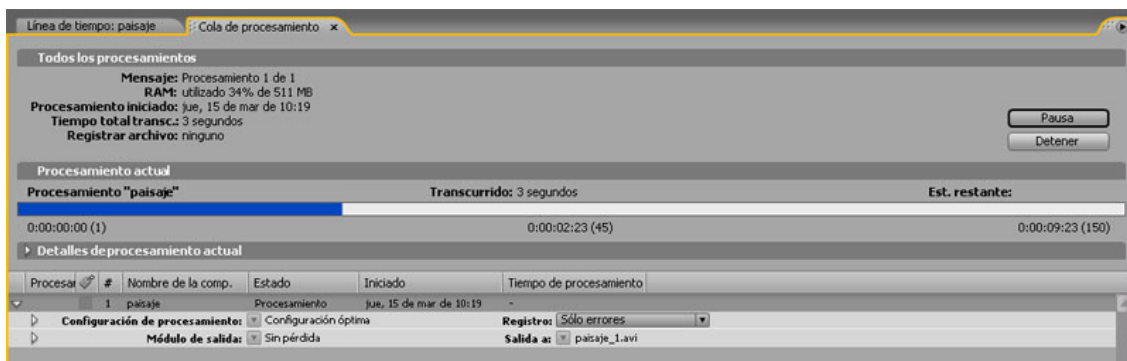 Línea de tiempo: paisaje Cola de procesamiento x
Todos los procesamientos
Mensaje: Procesamiento 1 de 1
RAM: utilizado 34% de 511 MB
Procesamiento iniciado: jue, 15 de mar de 10:19
Tiempo total transc.: 3 segundos
Registrar archivo: ninguno
Pausa
Detener
Procesamiento actual
Procesamiento "paisaje" Transcurrido: 3 segundos Est. restante:
0:00:00:00 (1) 0:00:02:23 (45) 0:00:09:23 (150)
Detalles de procesamiento actual
Procesar # Nombre de la comp. Estado Iniciado Tiempo de procesamiento
1 paisaje Procesamiento jue, 15 de mar de 10:19 -
Configuración de procesamiento: Configuración óptima Registro: Sólo errores
Módulo de salida: Sin pérdida Salida a: paisaje_1.avi